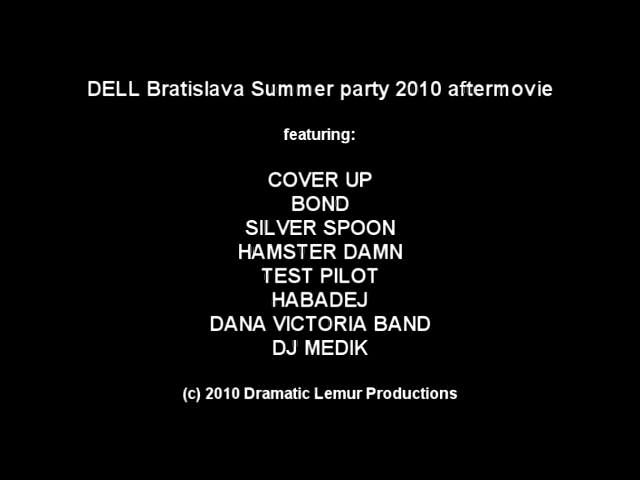 DELL Bratislava Summer party 2010 aftermovie
featuring:
COVER UP
BOND
SILVER SPOON
HAMSTER DAMN
TEST PILOT
HABADEJ
DANA VICTORIA BAND
DJ MEDIK
(c) 2010 Dramatic Lemur Productions